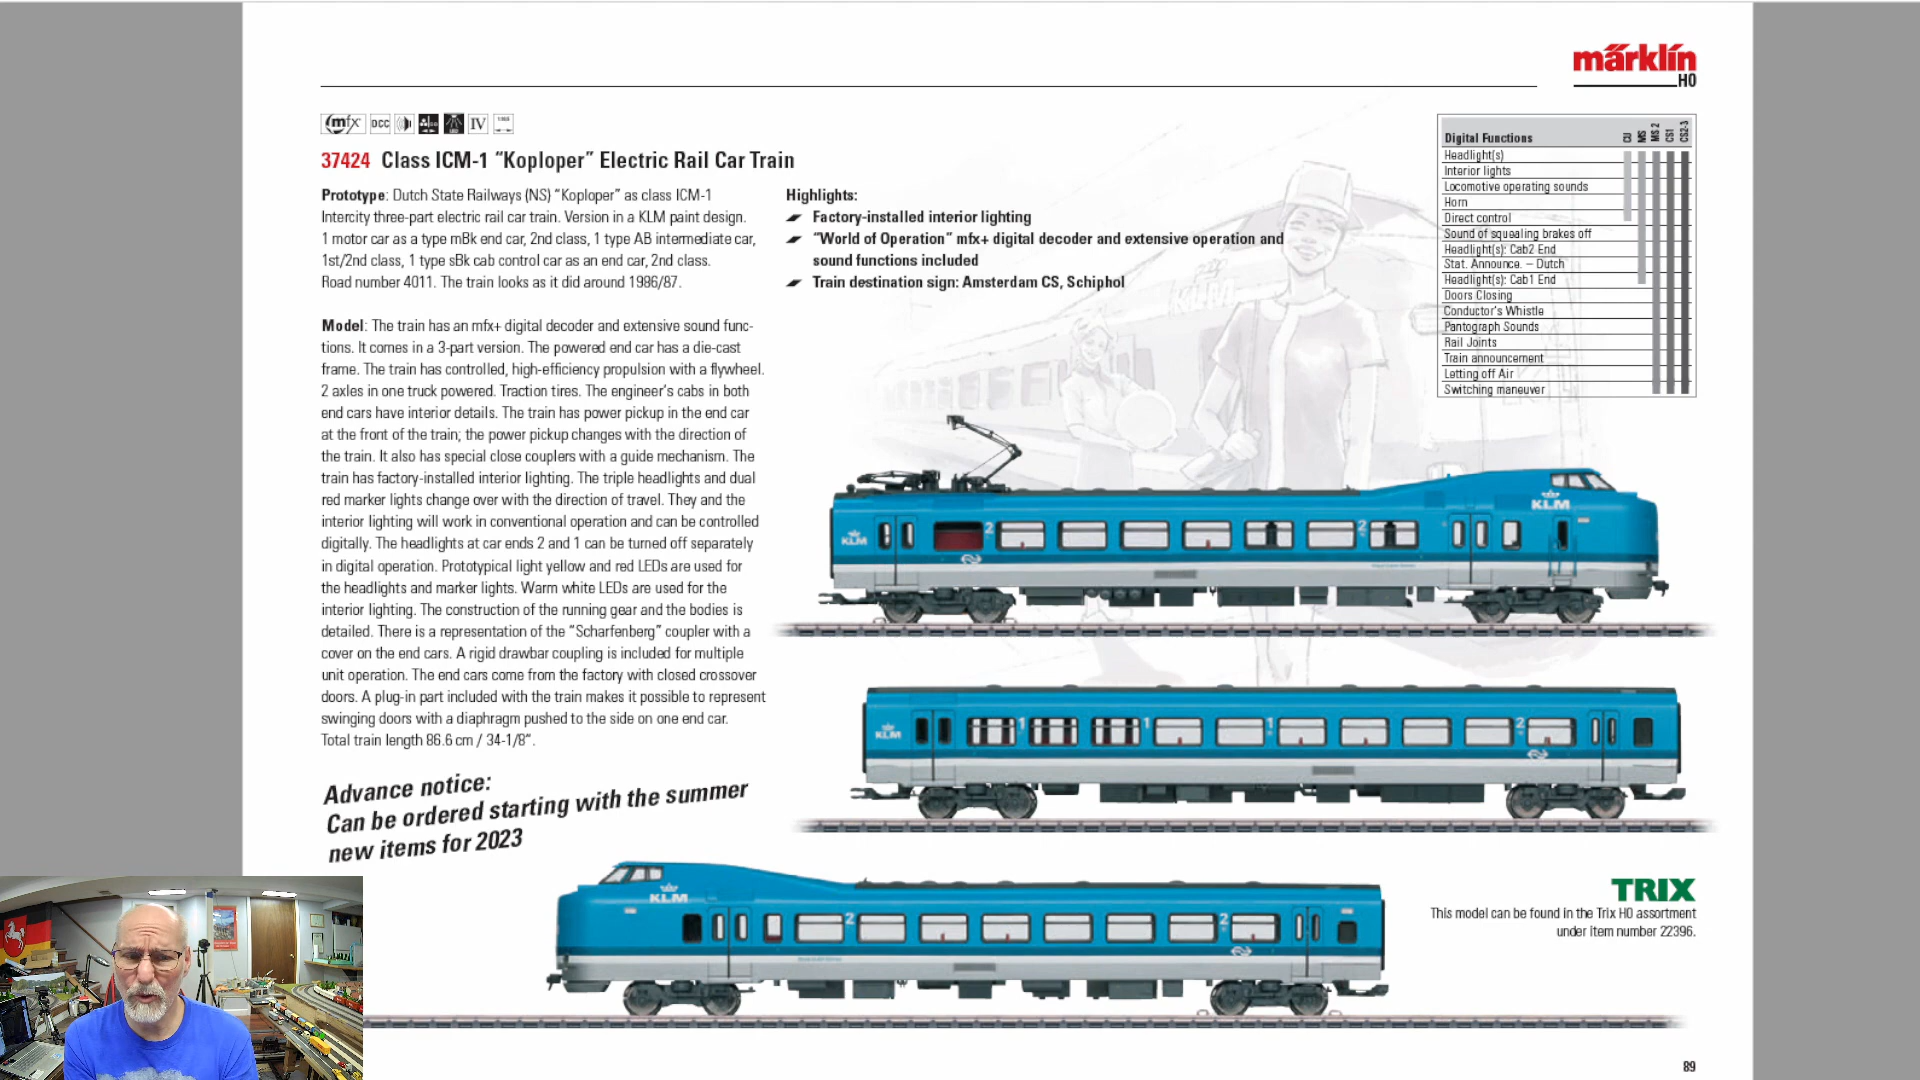 märklín
H0
mfx DCC IV
37424 Class ICM-1 “Koploper” Electric Rail Car Train
Prototype: Dutch State Railways (NS) “Koploper” as class ICM-1
Intercity three-part electric rail car train. Version in a KLM paint design.
1 motor car as a type mBk end car, 2nd class, 1 type AB intermediate car,
1st/2nd class, 1 type sBk cab control car as an end car, 2nd class.
Road number 4011. The train looks as it did around 1986/87.
Model: The train has an mfx+ digital decoder and extensive sound func-
tions. It comes in a 3-part version. The powered end car has a die-cast
frame. The train has controlled, high-efficiency propulsion with a flywheel.
2 axles in one truck powered. Traction tires. The engineer’s cabs in both
end cars have interior details. The train has power pickup in the end car
at the front of the train; the power pickup changes with the direction of
the train. It also has special close couplers with a guide mechanism. The
train has factory-installed interior lighting. The triple headlights and dual
red marker lights change over with the direction of travel. They and the
interior lighting will work in conventional operation and can be controlled
digitally. The headlights at car ends 2 and 1 can be turned off separately
in digital operation. Prototypical light yellow and red LEDs are used for
the headlights and marker lights. Warm white LEDs are used for the
interior lighting. The construction of the running gear and the bodies is
detailed. There is a representation of the “Scharfenberg” coupler with a
cover on the end cars. A rigid drawbar coupling is included for multiple
unit operation. The end cars come from the factory with closed crossover
doors. A plug-in part included with the train makes it possible to represent
swinging doors with a diaphragm pushed to the side on one end car.
Total train length 86.6 cm / 34-1/8”.
Advance notice:
Can be ordered starting with the summer
new items for 2023
Highlights:
Factory-installed interior lighting
“World of Operation” mfx+ digital decoder and extensive operation and
sound functions included
Train destination sign: Amsterdam CS, Schiphol
Digital Functions CU MS MS 2 CS1 CS2-3
Headlight(s)
Interior lights
Locomotive operating sounds
Horn
Direct control
Sound of squealing brakes off
Headlight(s): Cab2 End
Stat. Announce. – Dutch
Headlight(s): Cab1 End
Doors Closing
Conductor’s Whistle
Pantograph Sounds
Rail Joints
Train announcement
Letting off Air
Switching maneuver
KLM
KLM 2 2
KLM 1 1 1 2
KLM
2 2
TRIX
This model can be found in the Trix H0 assortment
under item number 22396.
89